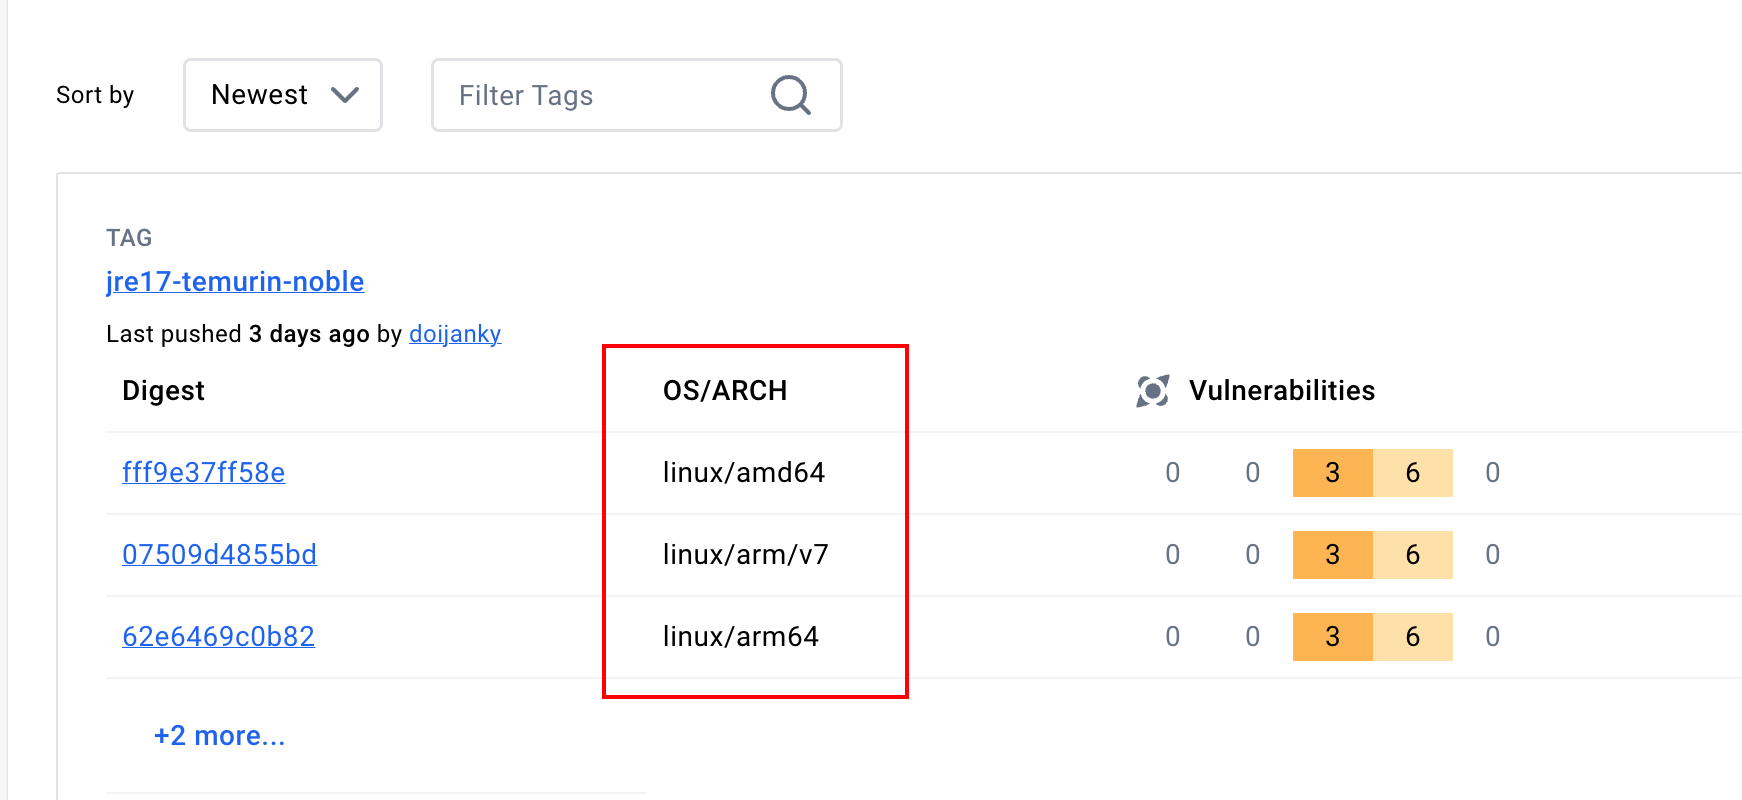 Sort by Newest Filter Tags
TAG
jre17-temurin-noble
Last pushed 3 days ago by doijanky
Digest OS/ARCH Vulnerabilities
fff9e37ff58e linux/amd64 0 0 3 6 0
07509d4855bd linux/arm/v7 0 0 3 6 0
62e6469c0b82 linux/arm64 0 0 3 6 0
+2 more...